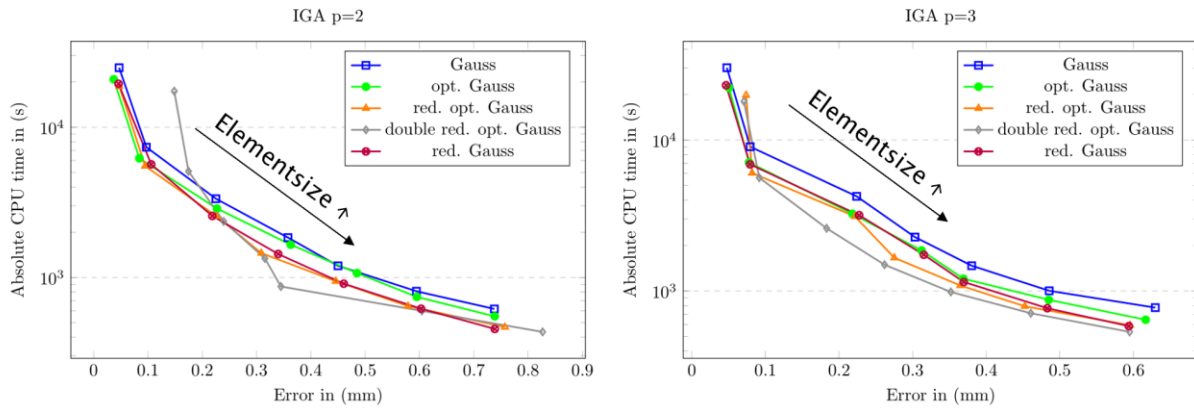 IGA p=2
Absolute CPU time in (s)
10^4
10^3
Gauss
opt. Gauss
red. opt. Gauss
double red. opt. Gauss
red. Gauss
Elementsize ↗
0 0.1 0.2 0.3 0.4 0.5 0.6 0.7 0.8 0.9
Error in (mm)
IGA p=3
Absolute CPU time in (s)
10^4
10^3
Gauss
opt. Gauss
red. opt. Gauss
double red. opt. Gauss
red. Gauss
Elementsize ↗
0 0.1 0.2 0.3 0.4 0.5 0.6
Error in (mm)